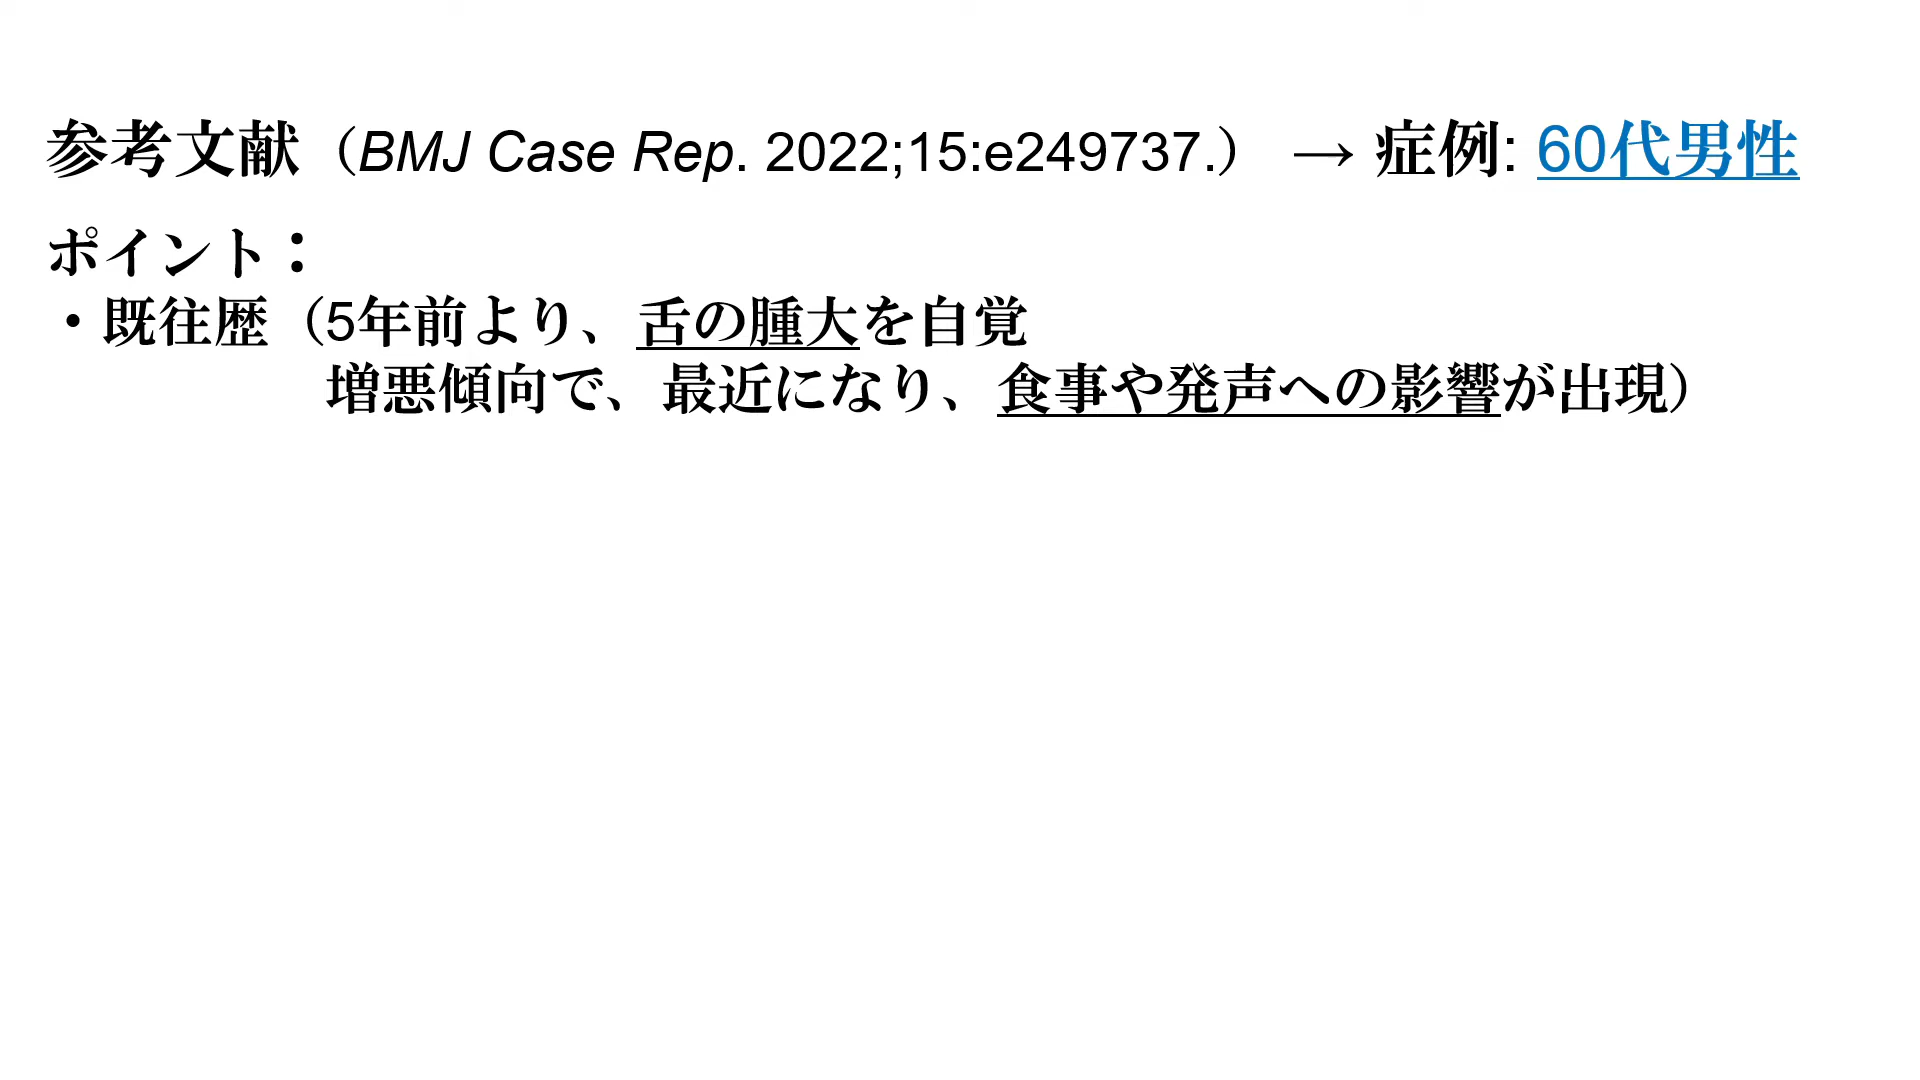 参考文献（BMJ Case Rep. 2022;15:e249737.） → 症例: 60代男性
ポイント：
・既往歴（5年前より、舌の腫大を自覚
増悪傾向で、最近になり、食事や発声への影響が出現）